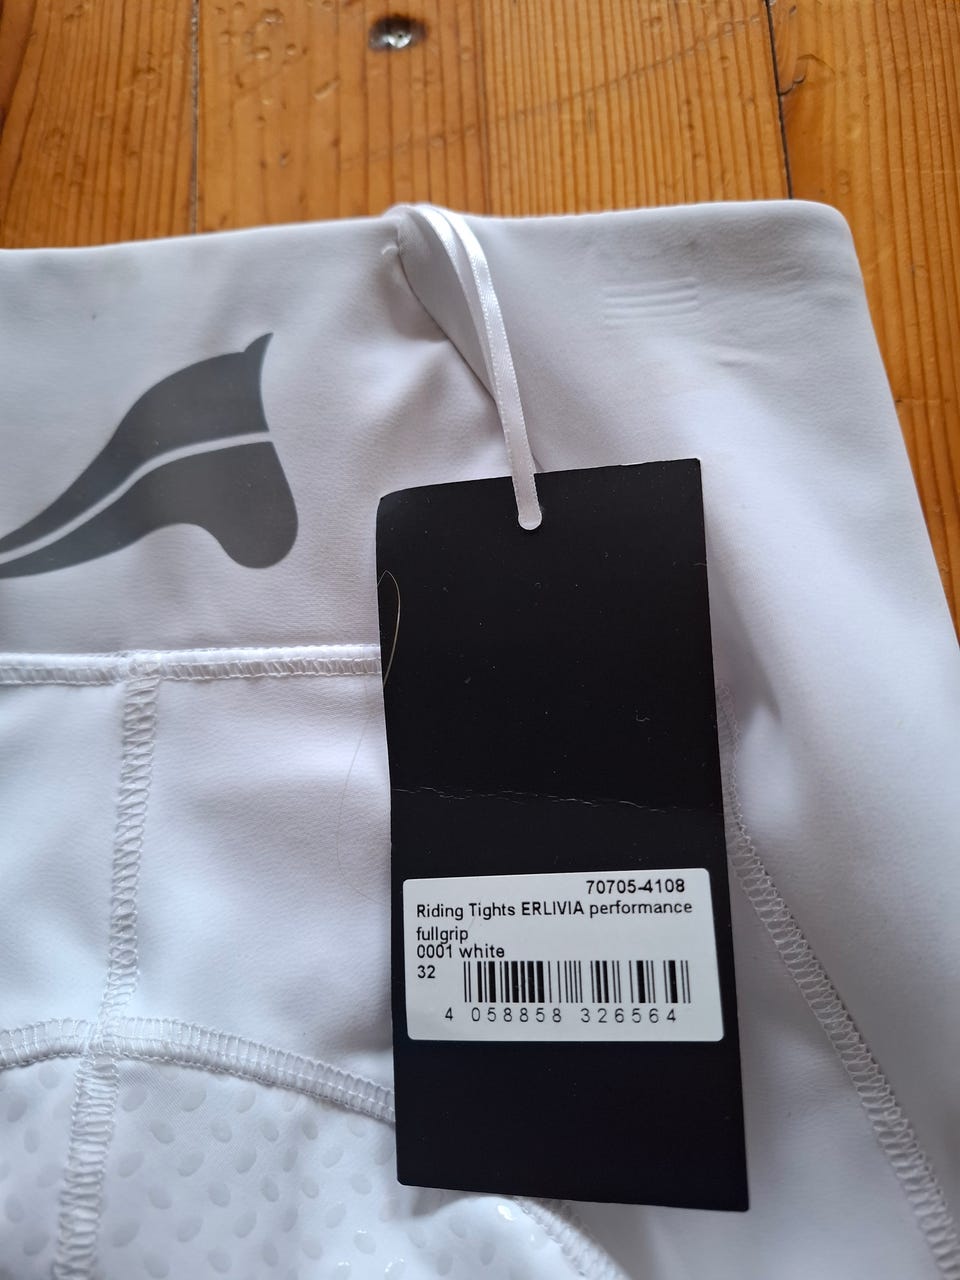 70705-4108
Riding Tights ERLIVIA performance
fullgrip
0001 white
32
4 058858 326564